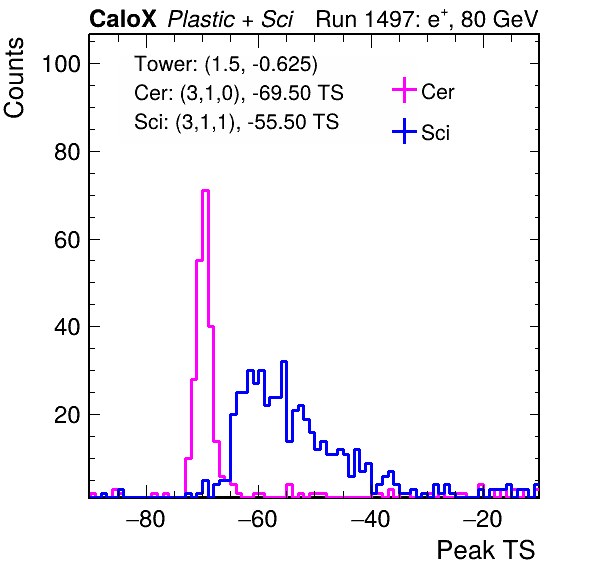 CaloX Plastic + Sci Run 1497: e+, 80 GeV
Counts
Tower: (1.5, -0.625)
Cer: (3,1,0), -69.50 TS
Sci: (3,1,1), -55.50 TS
Cer
Sci
100
80
60
40
20
−80 −60 −40 −20
Peak TS